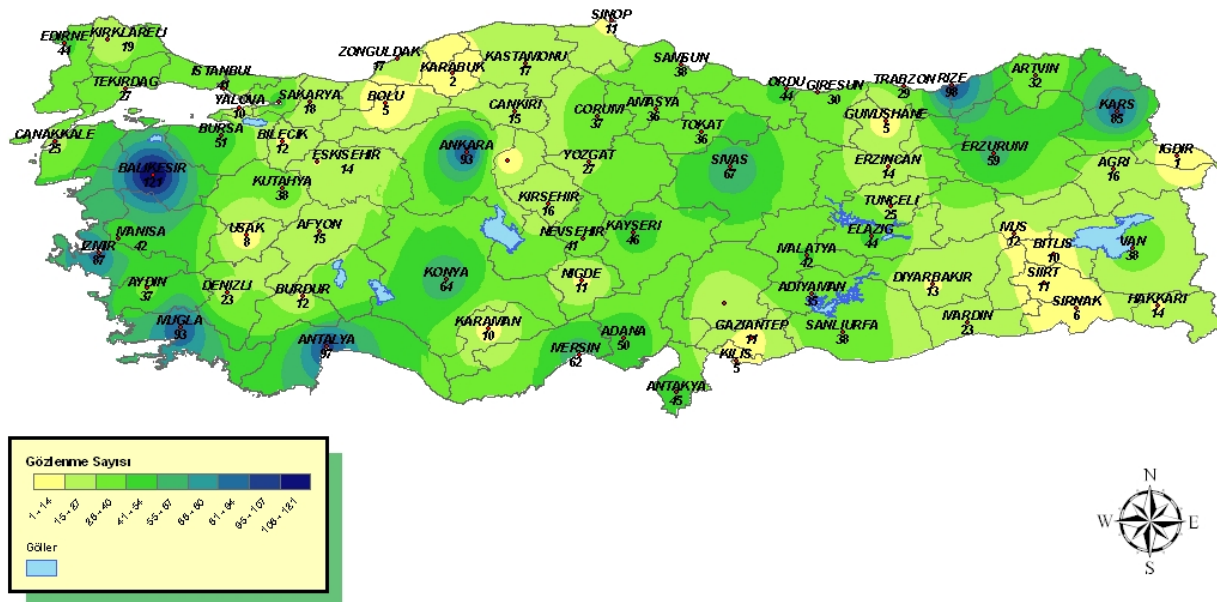 SINOP
11
EDIRNE
44
KIRKLARELI
19
ZONGULDAK
17
KARABUK
2
KASTAMONU
17
SAMSUN
38
ARTVIN
32
TEKIRDAG
27
ISTANBUL
YALOVA
10
SAKARYA
18
BOLU
5
CANKIRI
15
CORUM
37
AMASYA
36
TOKAT
36
ORDU
44
GIRESUN
30
TRABZON
29
RIZE
98
GUMUSHANE
5
KARS
85
CANAKKALE
25
BURSA
51
BILECIK
12
ESKISEHIR
14
ANKARA
93
YOZGAT
27
SIVAS
67
ERZINCAN
14
ERZURUM
59
AGRI
16
IGDIR
1
BALIKESIR
121
KUTAHYA
38
KIRSEHIR
16
TUNCELI
25
MANISA
42
USAK
8
AFYON
15
NEVSEHIR
41
KAYSERI
46
MALATYA
42
ELAZIG
44
MUS
12
BITLIS
10
VAN
38
IZMIR
67
AYDIN
37
DENIZLI
23
BURDUR
12
KONYA
64
NIGDE
11
ADIYAMAN
35
DIYARBAKIR
13
SIIRT
11
SIRNAK
6
HAKKARI
14
MUGLA
93
ANTALYA
97
KARAMAN
10
MERSIN
62
ADANA
50
GAZIANTEP
11
KILIS
5
SANLIURFA
38
MARDIN
23
ANTAKYA
45
Gözlenme Sayısı
1 - 14
15 - 27
28 - 40
41 - 54
55 - 67
95 - 107
108 - 121
Göller
N
W E
S